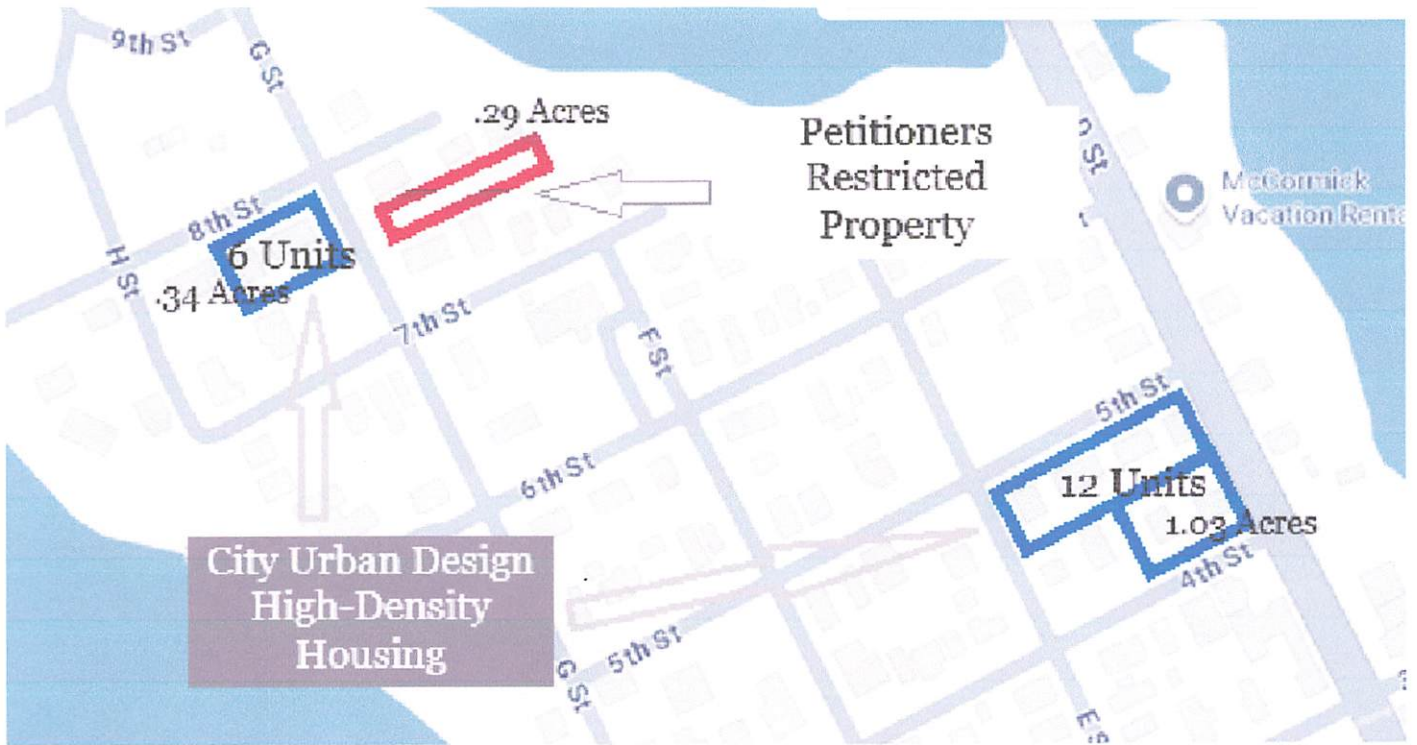 9th St
G St
.29 Acres
Petitioners
Restricted
Property
McCormick
Vacation
8th St
6 Units
.34 Acres
H St
7th St
F St
5th St
12 Units
1.03 Acres
4th St
6th St
City Urban Design
High-Density
Housing
5th St
G St